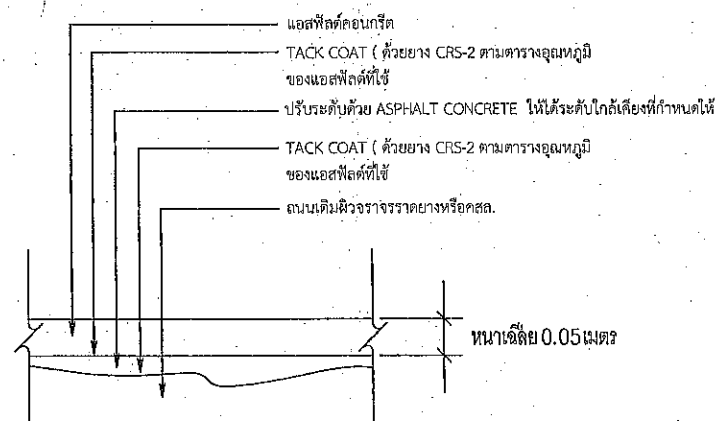 แอสฟัลต์คอนกรีต
TACK COAT ( ด้วยยาง CRS-2 ตามตารางอุณหภูมิ
ของแอสฟัลต์ที่ใช้
ปรับระดับด้วย ASPHALT CONCRETE ให้ได้ระดับใกล้เคียงที่กำหนดให้
TACK COAT ( ด้วยยาง CRS-2 ตามตารางอุณหภูมิ
ของแอสฟัลต์ที่ใช้
ถนนเดิมผิวจราจรราดยางหรือคสล.
หนาเฉลี่ย 0.05 เมตร